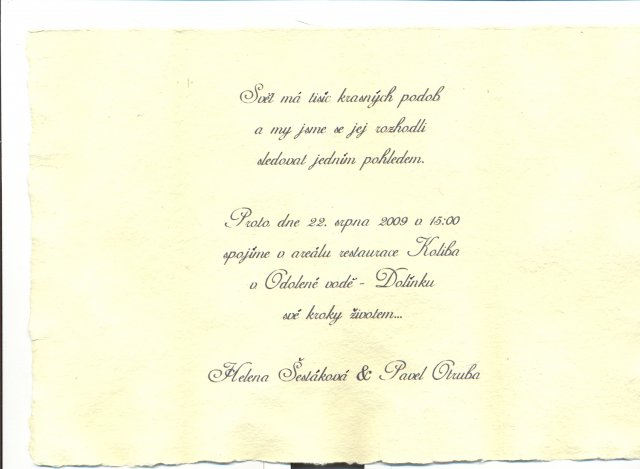 Svět má tisíc krasných podob
a my jsme se jej rozhodli
sledovat jedním pohledem.
Proto dne 22. srpna 2009 v 15:00
spojíme v areálu restaurace Koliba
v Odolené vodě - Dolínku
své kroky životem...
Helena Šestáková & Pavel Otruba